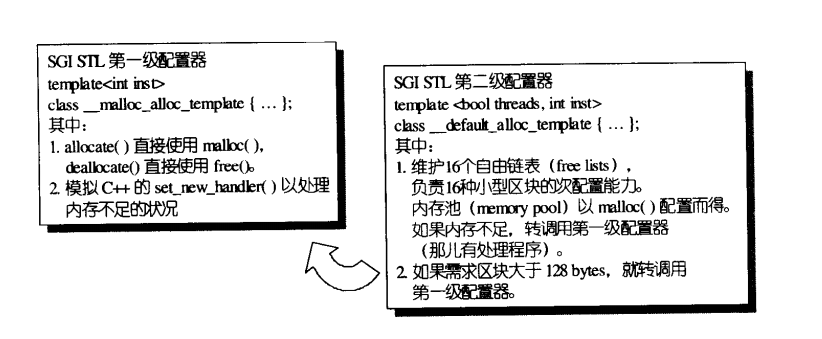 SGI STL 第一级配置器
template<int inst>
class __malloc_alloc_template { … };
其中：
1. allocate( ) 直接使用 malloc( ),
deallocate() 直接使用 free()。
2. 模拟 C++ 的 set_new_handler( ) 以处理
内存不足的状况
SGI STL 第二级配置器
template <bool threads, int inst>
class __default_alloc_template { … };
其中：
1. 维护16个自由链表（free lists），
负责16种小型区块的次配置能力。
内存池（memory pool）以 malloc( ) 配置而得。
如果内存不足，转调用第一级配置器
（那儿有处理程序）。
2. 如果需求区块大于 128 bytes，就转调用
第一级配置器。